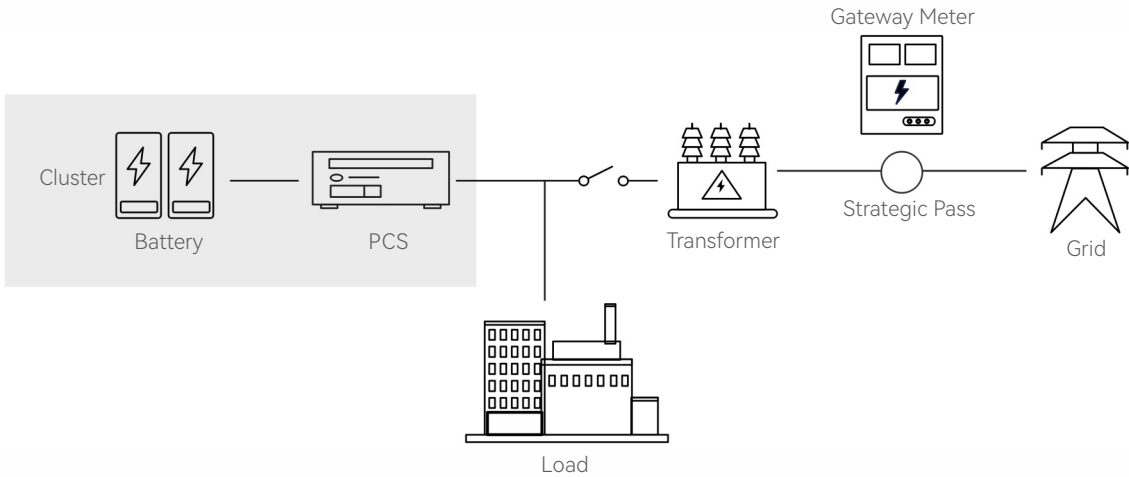 Gateway Meter
Cluster
Battery
PCS
Transformer
Strategic Pass
Grid
Load